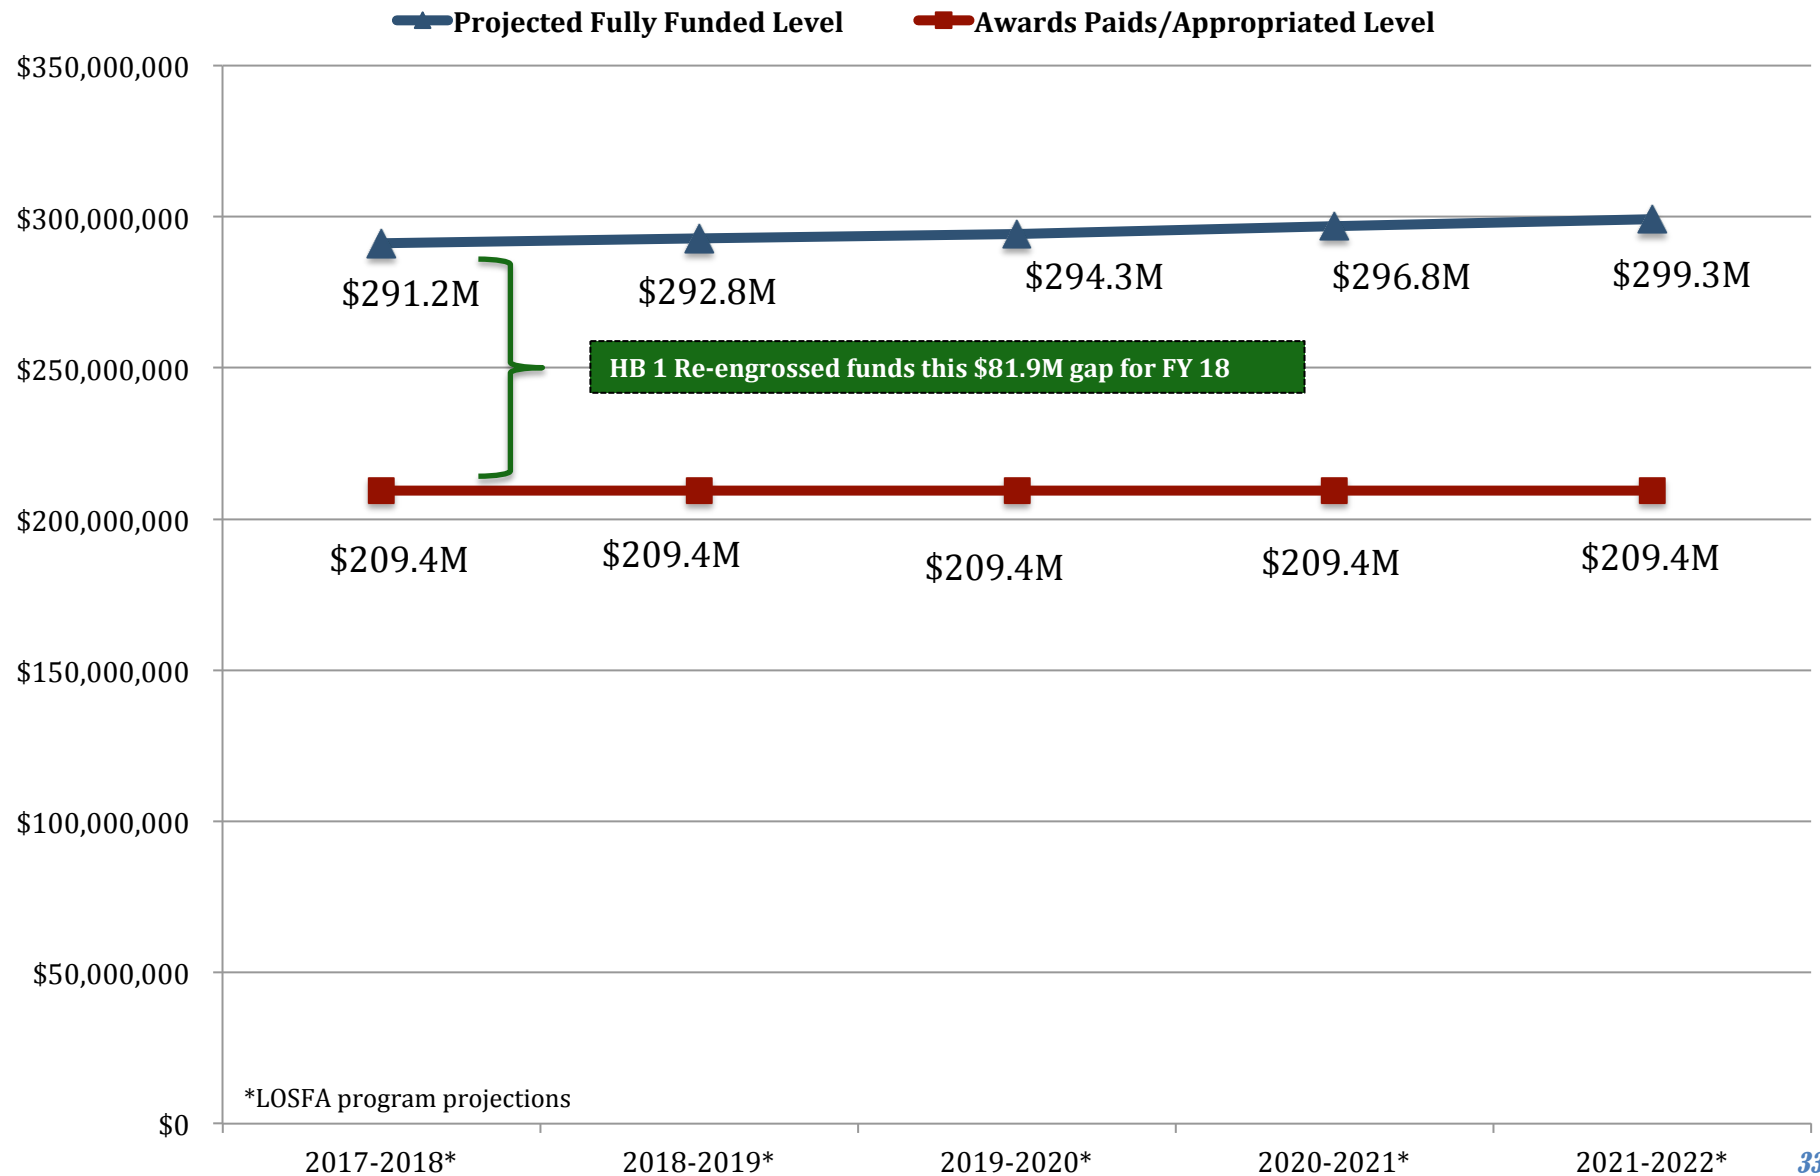 Projected Fully Funded Level
Awards Paids/Appropriated Level
$350,000,000
$300,000,000
$291.2M
$292.8M
$294.3M
$296.8M
$299.3M
$250,000,000
HB 1 Re-engrossed funds this $81.9M gap for FY 18
$200,000,000
$209.4M
$209.4M
$209.4M
$209.4M
$209.4M
$150,000,000
$100,000,000
$50,000,000
*LOSFA program projections
$0
2017-2018*
2018-2019*
2019-2020*
2020-2021*
2021-2022*
33